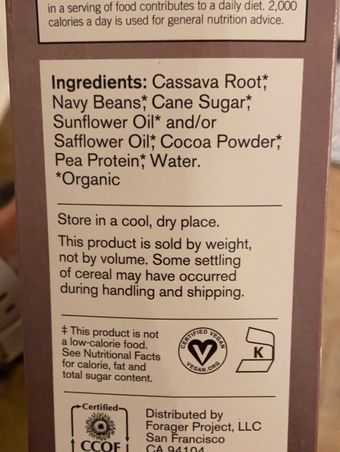 in a serving of food contributes to a daily diet. 2,000
calories a day is used for general nutrition advice.
Ingredients: Cassava Root,*
Navy Beans,* Cane Sugar,*
Sunflower Oil* and/or
Safflower Oil,* Cocoa Powder,*
Pea Protein,* Water.
*Organic
Store in a cool, dry place.
This product is sold by weight,
not by volume. Some settling
of cereal may have occurred
during handling and shipping.
‡ This product is not
a low-calorie food.
See Nutritional Facts
for calorie, fat and
total sugar content.
CERTIFIED VEGAN
VEGAN.ORG
K
Certified
CCOF
Distributed by
Forager Project, LLC
San Francisco
CA 94104